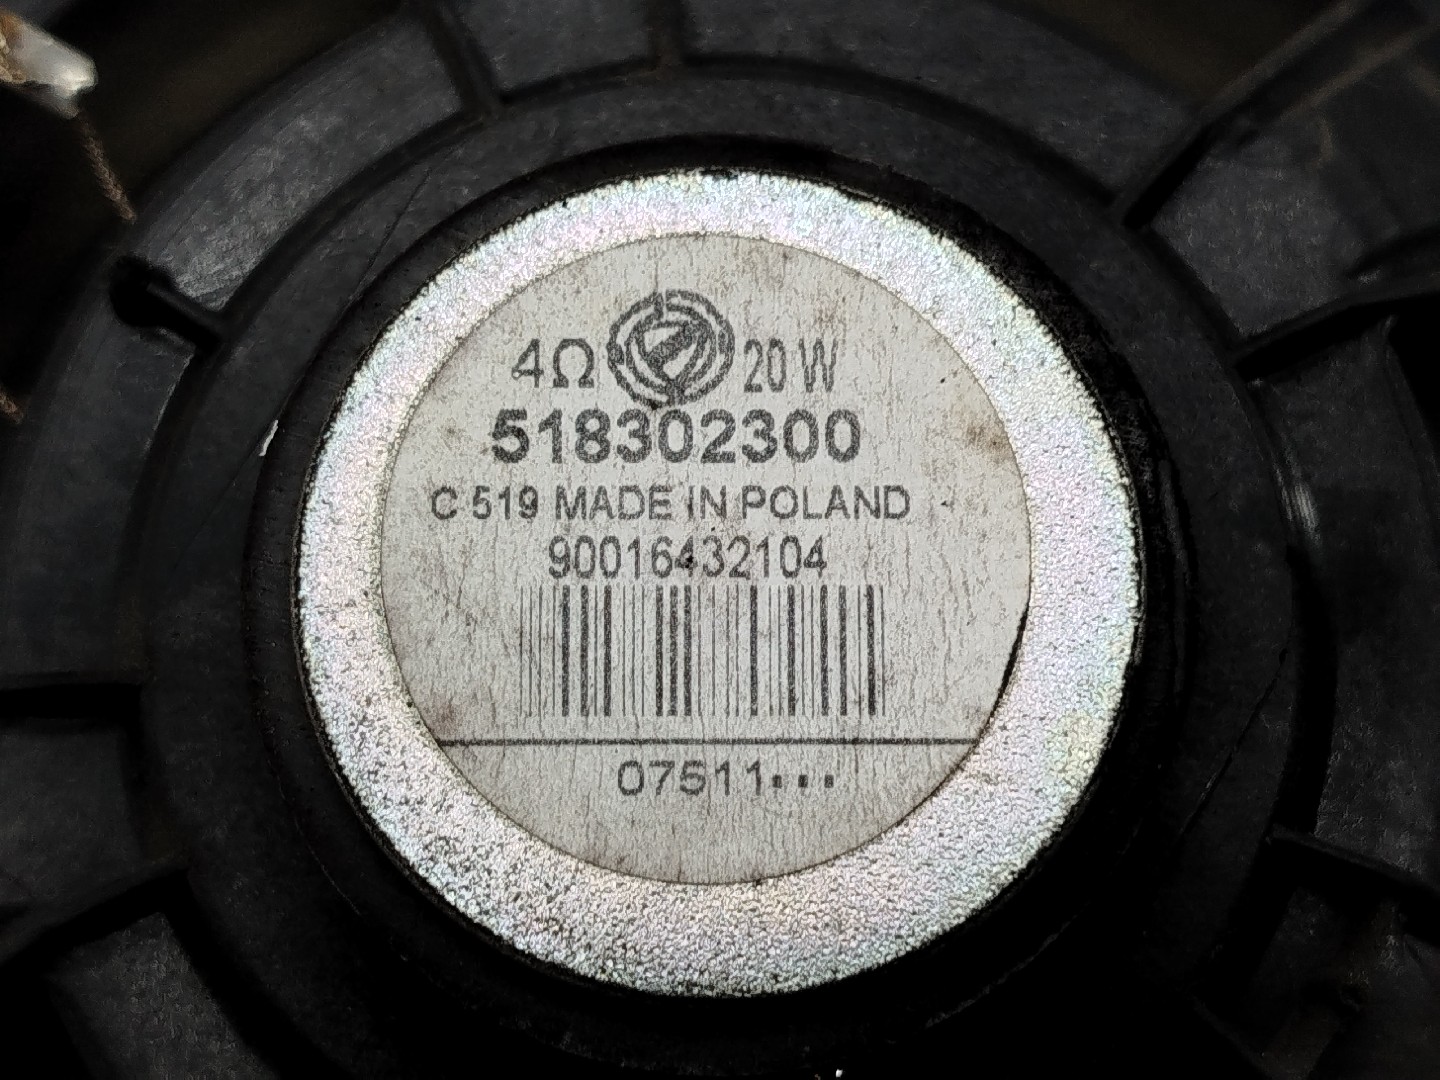 4Ω 20 W
518302300
C 519 MADE IN POLAND
90016432104
07511...